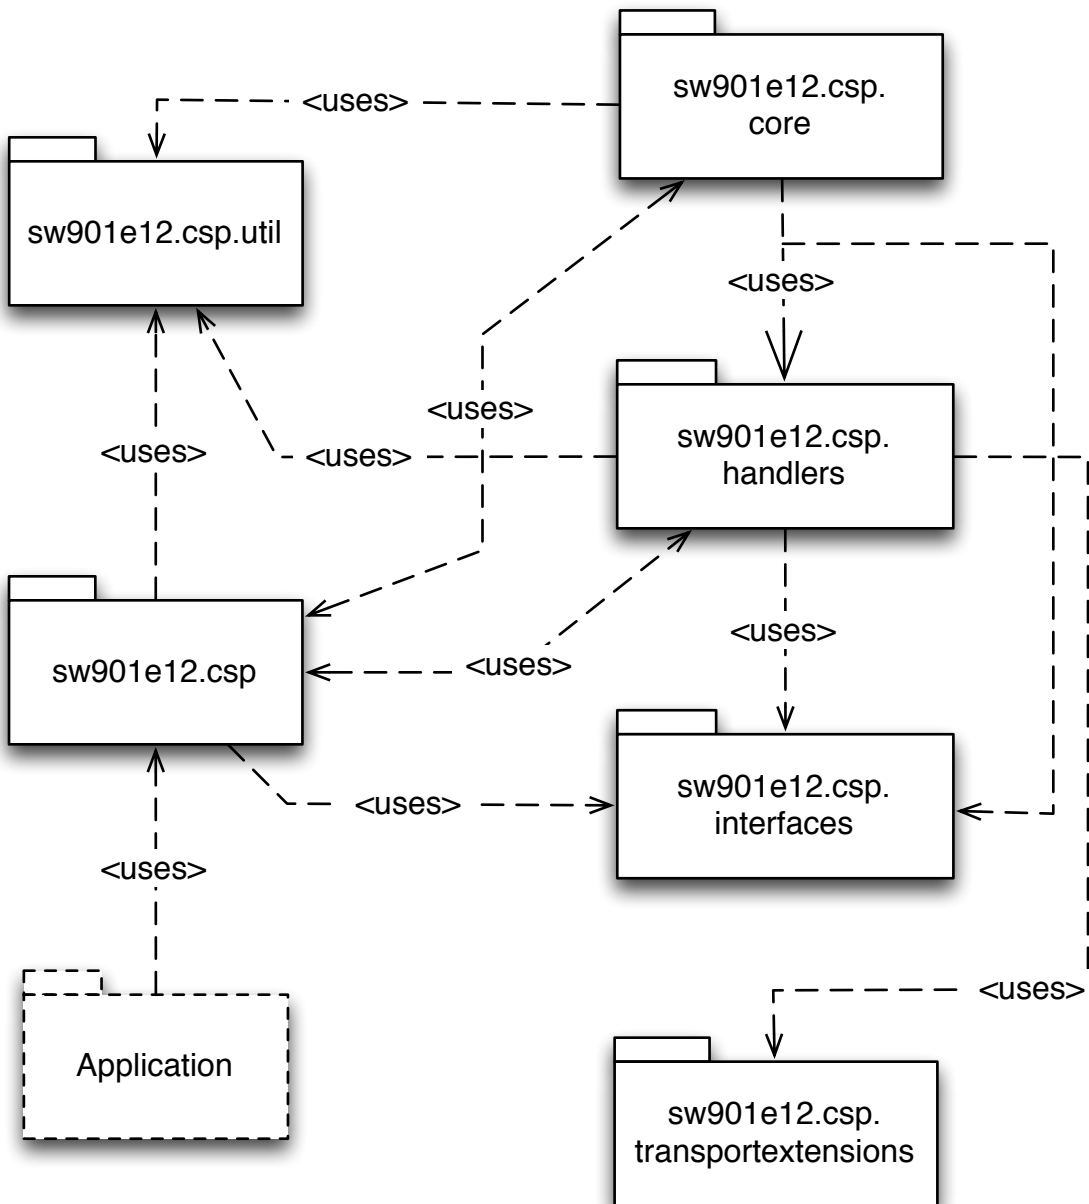 sw901e12.csp.
core
<uses>
sw901e12.csp.util
<uses>
<uses>
sw901e12.csp.
handlers
<uses>
<uses>
<uses>
<uses>
sw901e12.csp
<uses>
sw901e12.csp.
interfaces
<uses>
<uses>
<uses>
Application
sw901e12.csp.
transportextensions